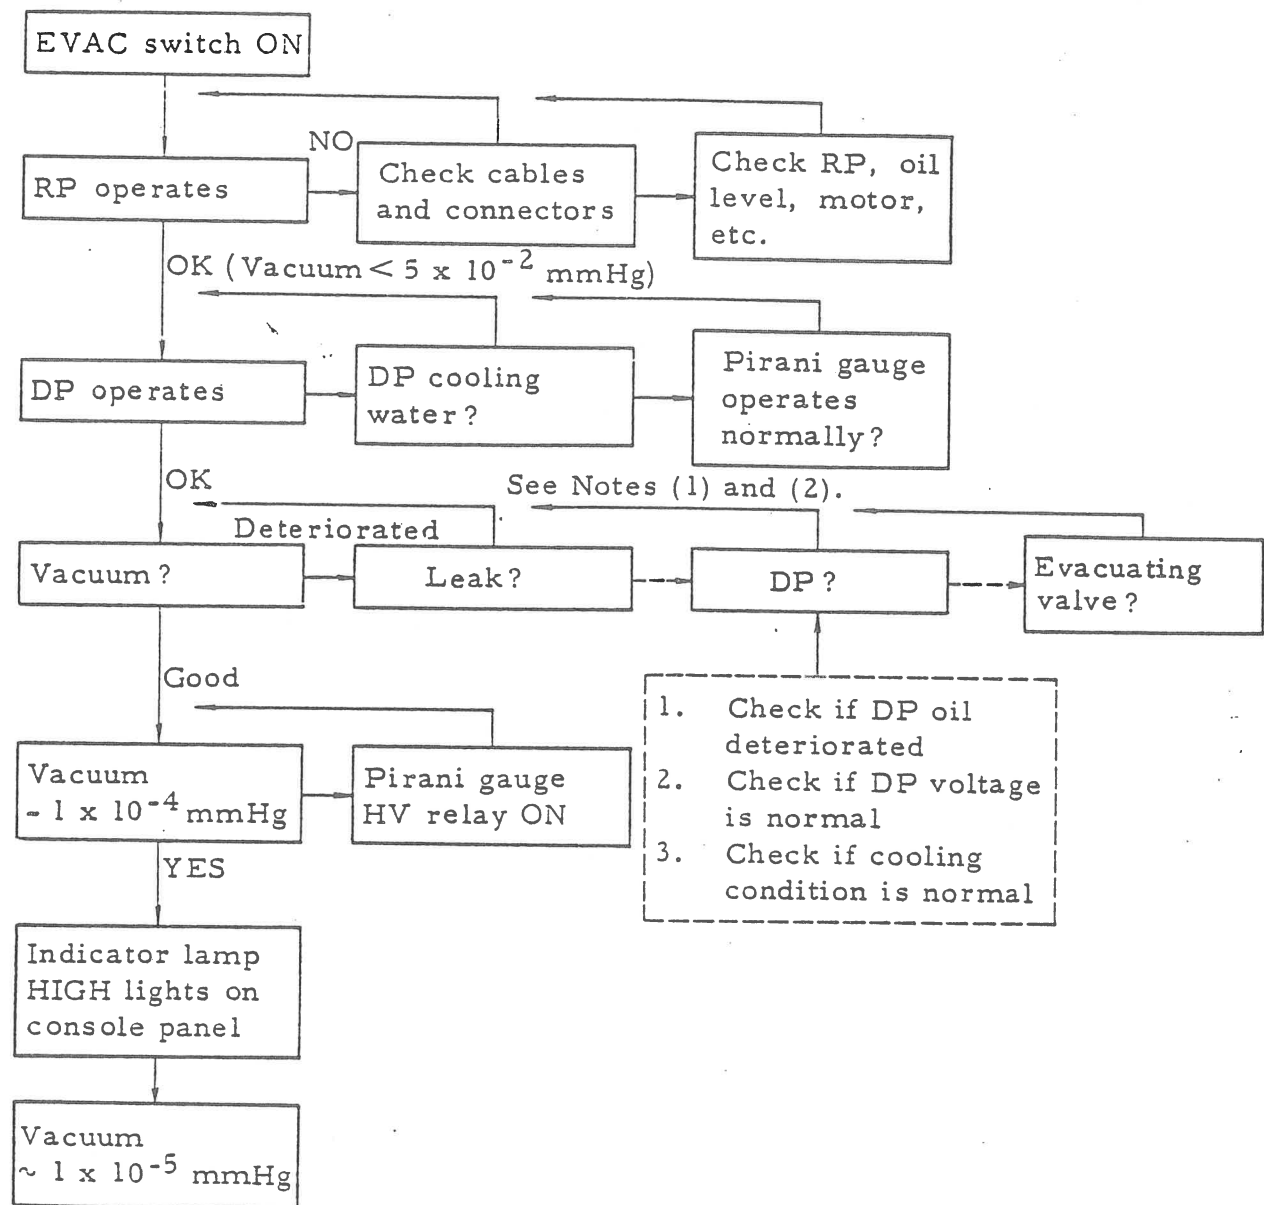 EVAC switch ON
NO
RP operates
Check cables
and connectors
Check RP, oil
level, motor,
etc.
OK (Vacuum < 5 x 10⁻² mmHg)
DP operates
DP cooling
water?
Pirani gauge
operates
normally?
OK
See Notes (1) and (2).
Deteriorated
Vacuum?
Leak?
DP?
Evacuating
valve?
Good
1. Check if DP oil
deteriorated
2. Check if DP voltage
is normal
3. Check if cooling
condition is normal
Vacuum
~ 1 x 10⁻⁴ mmHg
Pirani gauge
HV relay ON
YES
Indicator lamp
HIGH lights on
console panel
Vacuum
~ 1 x 10⁻⁵ mmHg